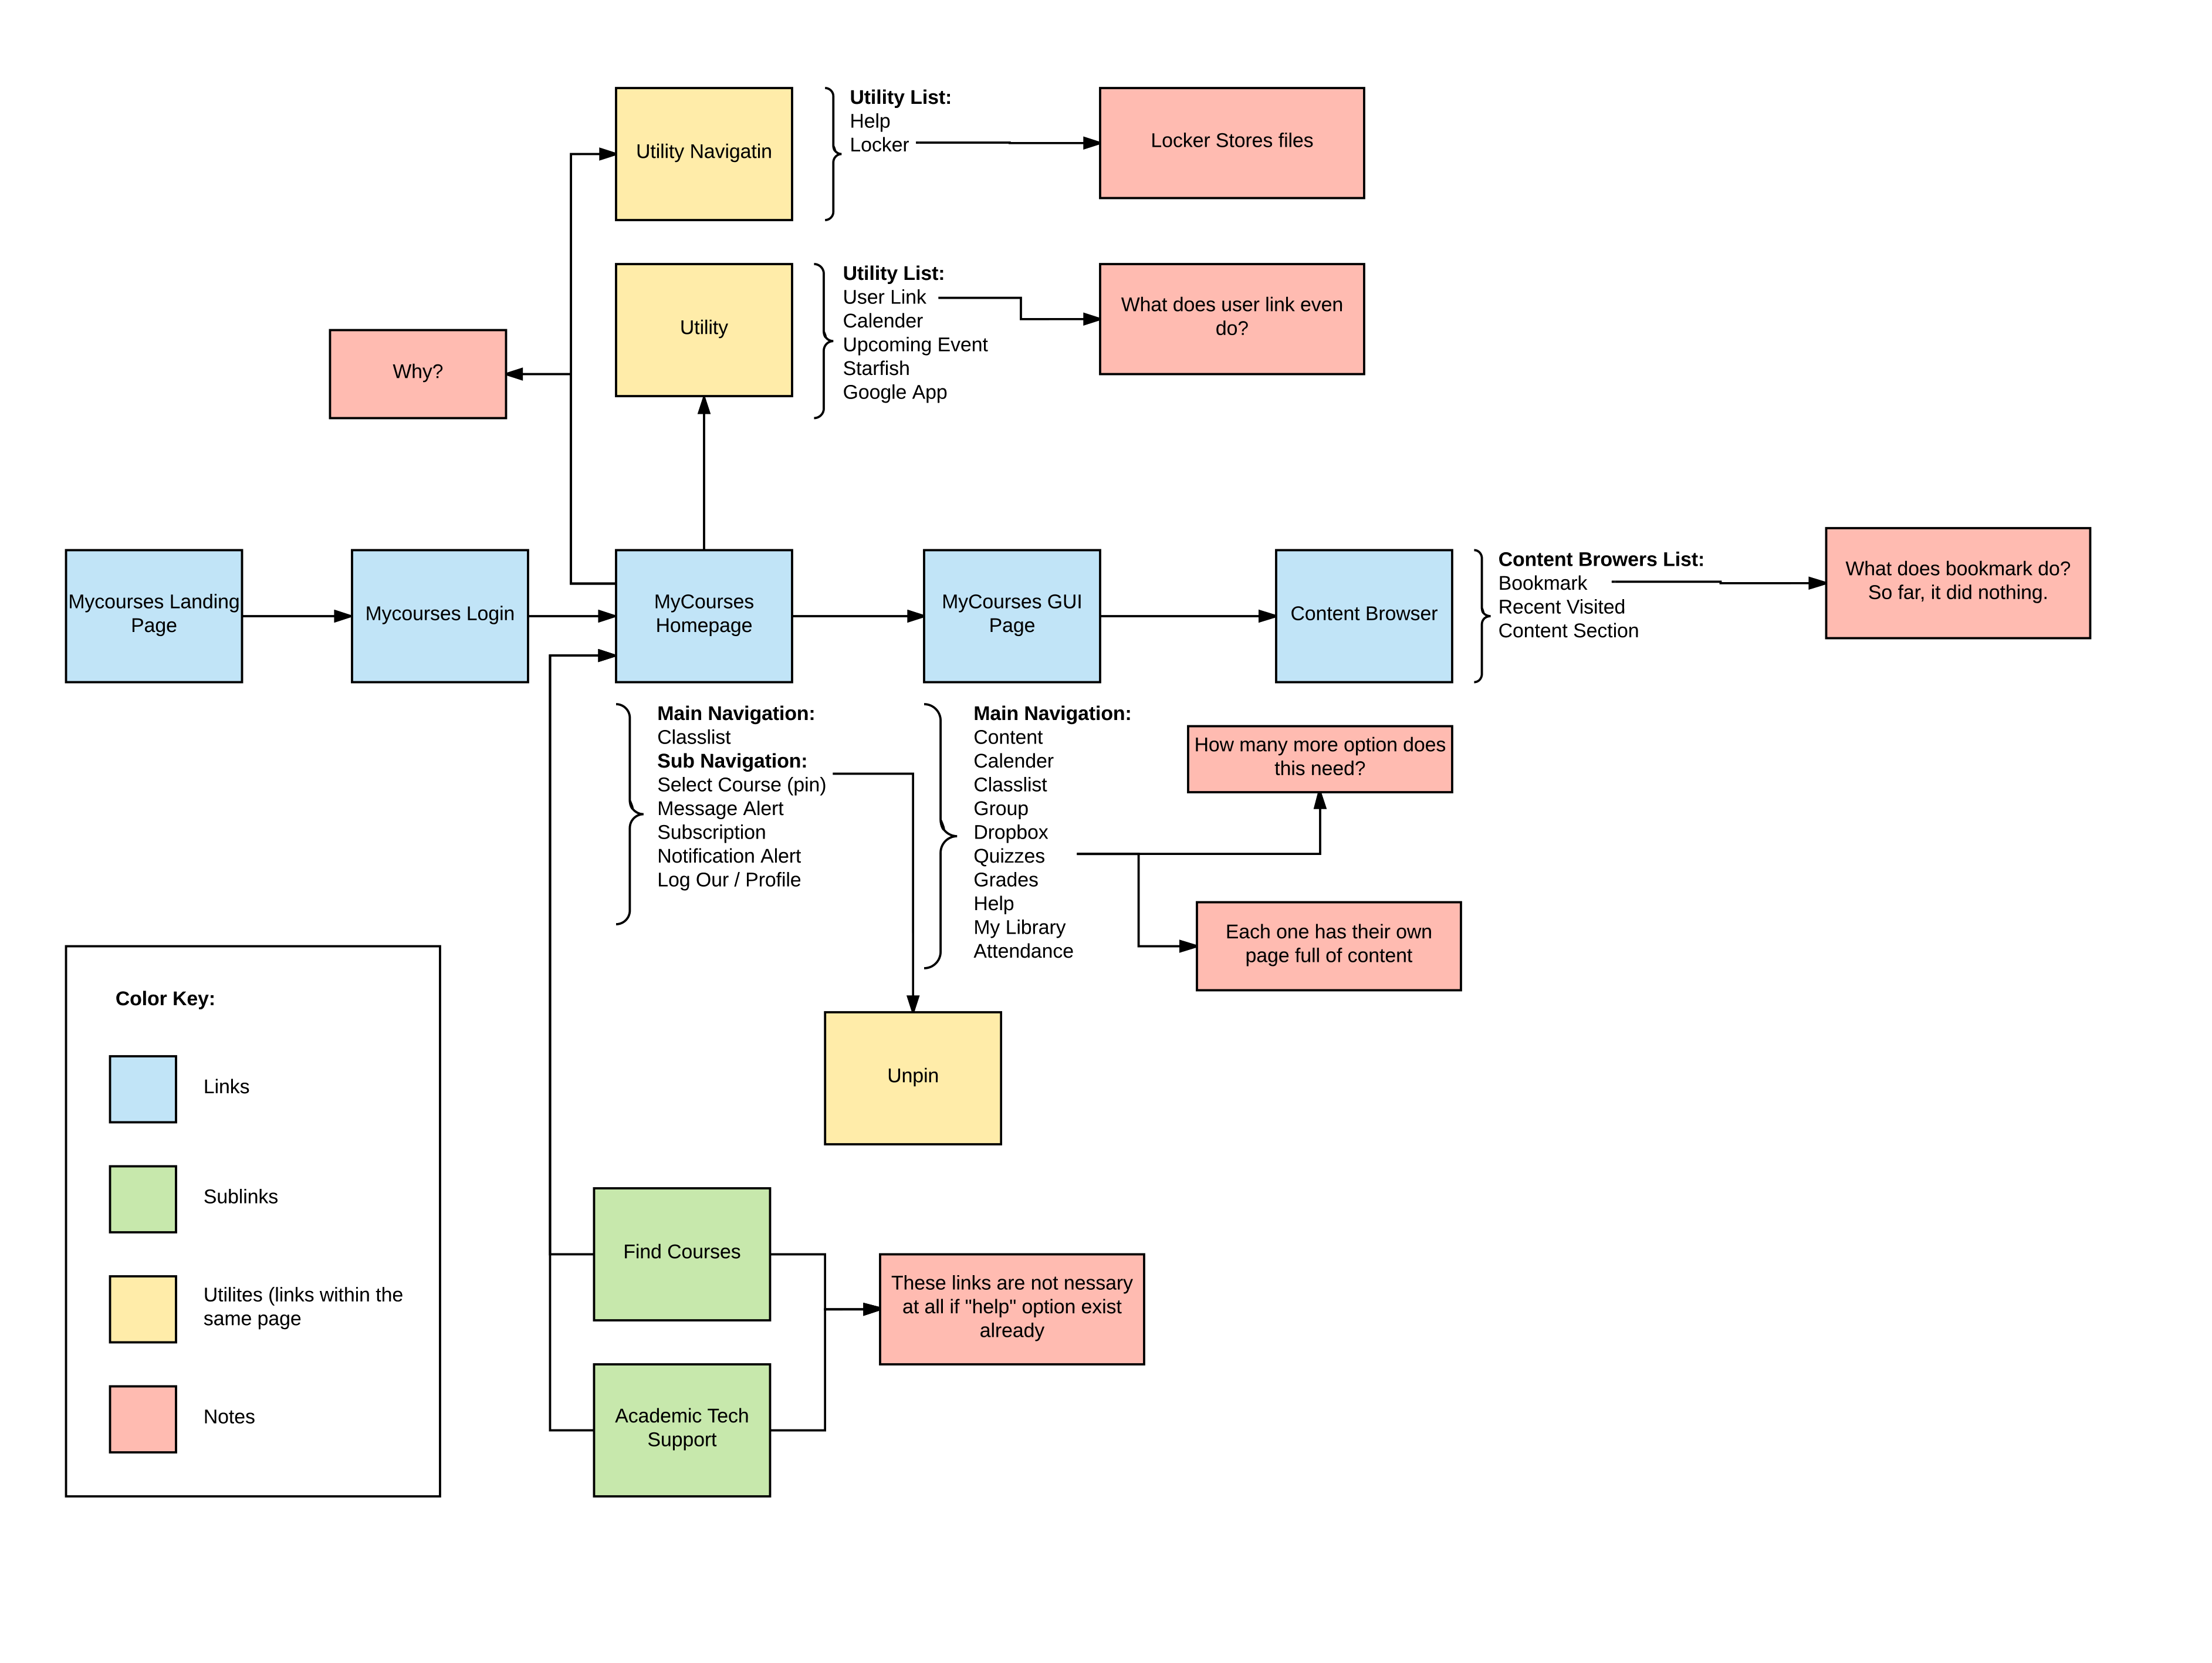 Utility Navigatin
Utility List:
Help
Locker
Locker Stores files
Utility
Utility List:
User Link
Calender
Upcoming Event
Starfish
Google App
What does user link even
do?
Why?
Mycourses Landing
Page
Mycourses Login
MyCourses
Homepage
MyCourses GUI
Page
Content Browser
Content Browers List:
Bookmark
Recent Visited
Content Section
What does bookmark do?
So far, it did nothing.
Main Navigation:
Classlist
Sub Navigation:
Select Course (pin)
Message Alert
Subscription
Notification Alert
Log Our / Profile
Main Navigation:
Content
Calender
Classlist
Group
Dropbox
Quizzes
Grades
Help
My Library
Attendance
How many more option does
this need?
Each one has their own
page full of content
Unpin
Color Key:
Links
Sublinks
Utilites (links within the
same page
Notes
Find Courses
Academic Tech
Support
These links are not nessary
at all if "help" option exist
already